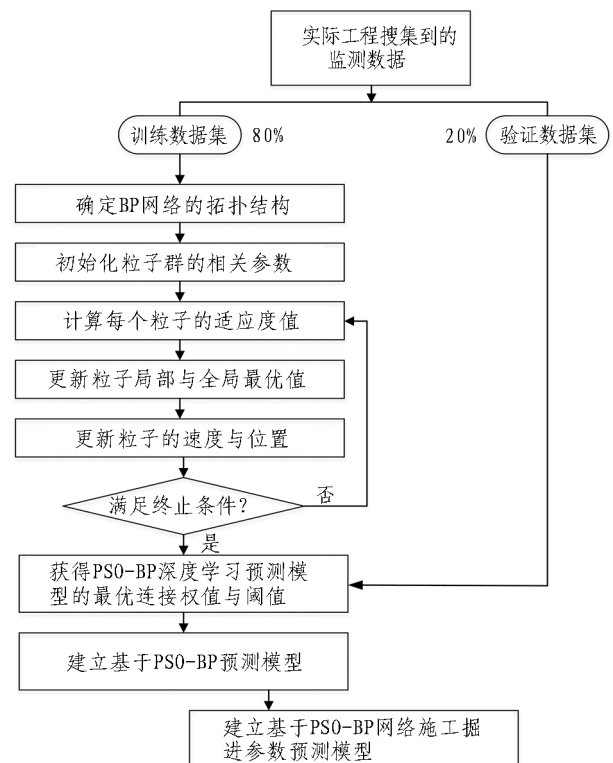 实际工程搜集到的
监测数据
训练数据集 80%
20% 验证数据集
确定BP网络的拓扑结构
初始化粒子群的相关参数
计算每个粒子的适应度值
更新粒子局部与全局最优值
更新粒子的速度与位置
满足终止条件?
否
是
获得PSO-BP深度学习预测模
型的最优连接权值与阈值
建立基于PSO-BP预测模型
建立基于PSO-BP网络施工掘
进参数预测模型